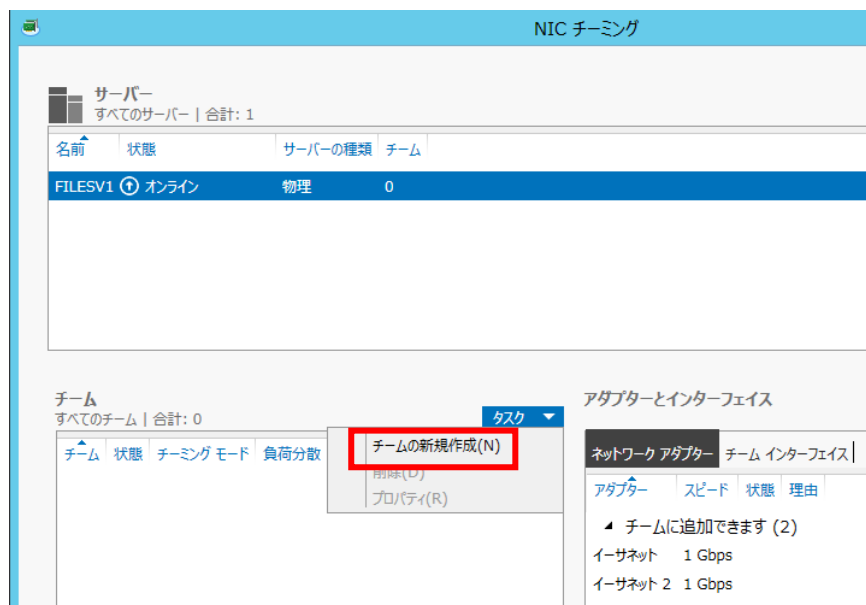 NIC チーミング
サーバー
すべてのサーバー | 合計: 1
名前 状態 サーバーの種類 チーム
FILESV1 オンライン 物理 0
チーム
すべてのチーム | 合計: 0
タスク
チーム 状態 チーミング モード 負荷分散
チームの新規作成(N)
削除(D)
プロパティ(R)
アダプターとインターフェイス
ネットワーク アダプター チーム インターフェイス
アダプター スピード 状態 理由
チームに追加できます (2)
イーサネット 1 Gbps
イーサネット 2 1 Gbps